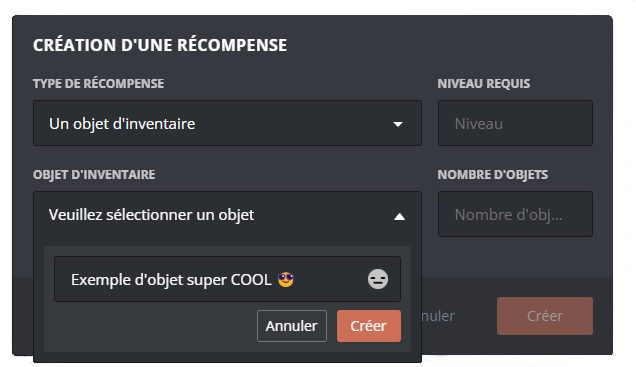 CRÉATION D'UNE RÉCOMPENSE
TYPE DE RÉCOMPENSE
NIVEAU REQUIS
Un objet d'inventaire
Niveau
OBJET D'INVENTAIRE
NOMBRE D'OBJETS
Veuillez sélectionner un objet
Nombre d'obj...
Exemple d'objet super COOL 😎
Annuler
Créer
nuler
Créer